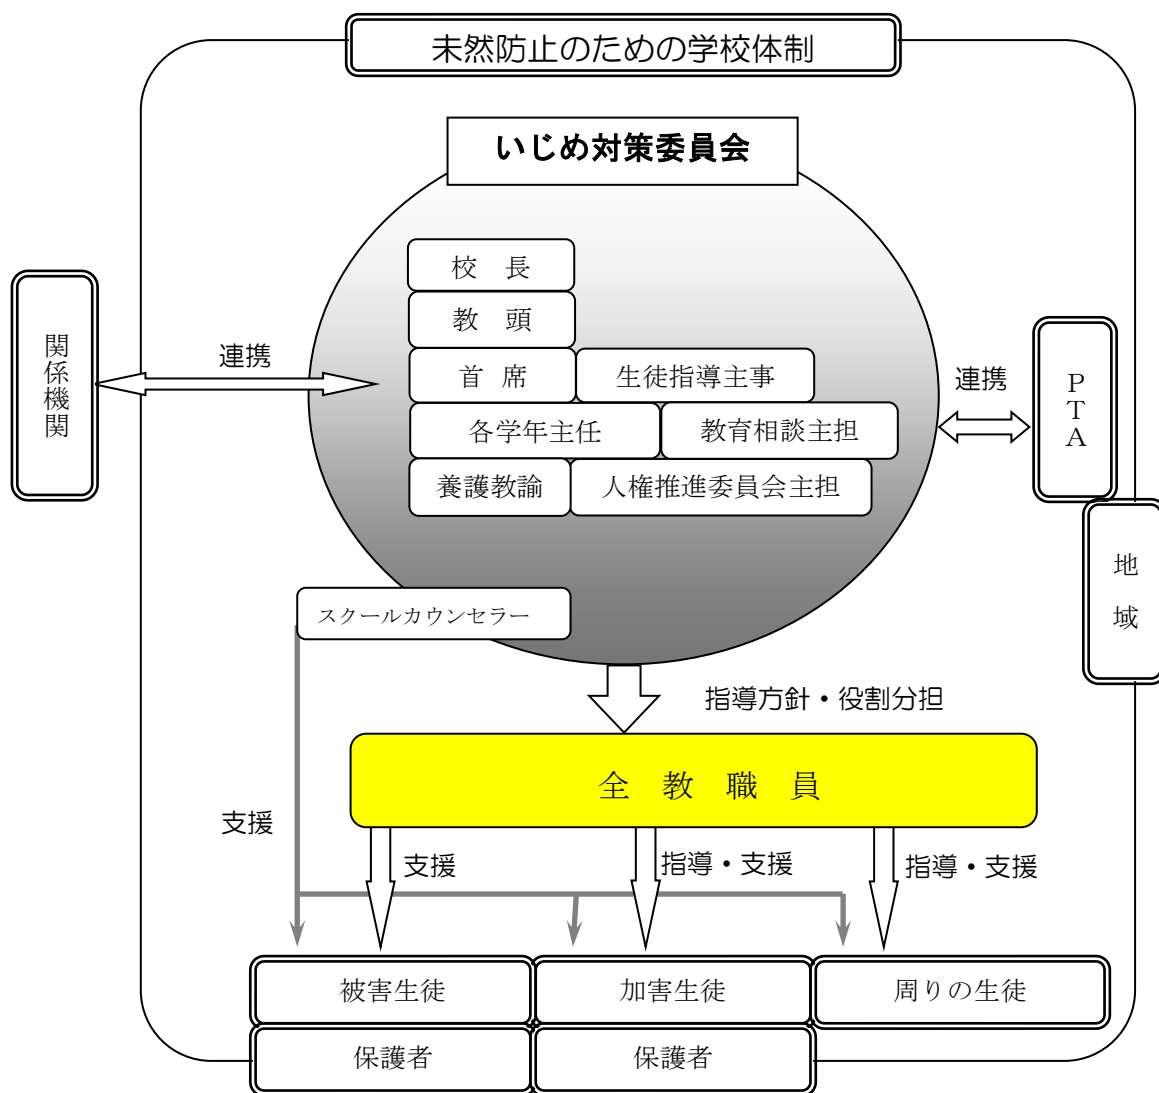 未然防止のための学校体制
いじめ対策委員会
校 長
教 頭
首 席
生徒指導主事
各学年主任
教育相談主担
養護教諭
人権推進委員会主担
スクールカウンセラー
関係機関
連携
連携
PTA
地域
指導方針・役割分担
全 教 職 員
支援
支援
指導・支援
指導・支援
被害生徒
加害生徒
周りの生徒
保護者
保護者